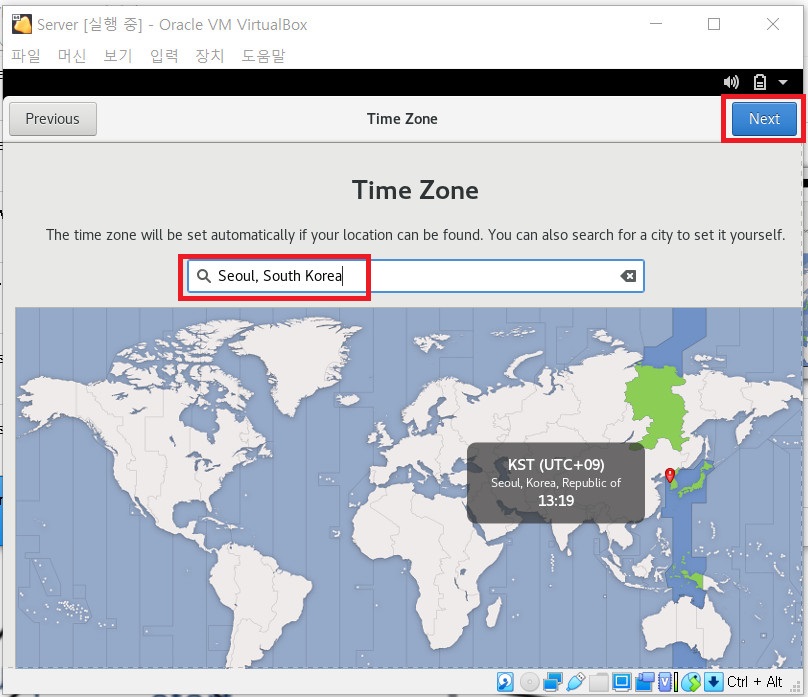 Server [실행 중] - Oracle VM VirtualBox
파일 머신 보기 입력 장치 도움말
Previous
Time Zone
Next
Time Zone
The time zone will be set automatically if your location can be found. You can also search for a city to set it yourself.
Seoul, South Korea
KST (UTC+09)
Seoul, Korea, Republic of
13:19
Ctrl + Alt